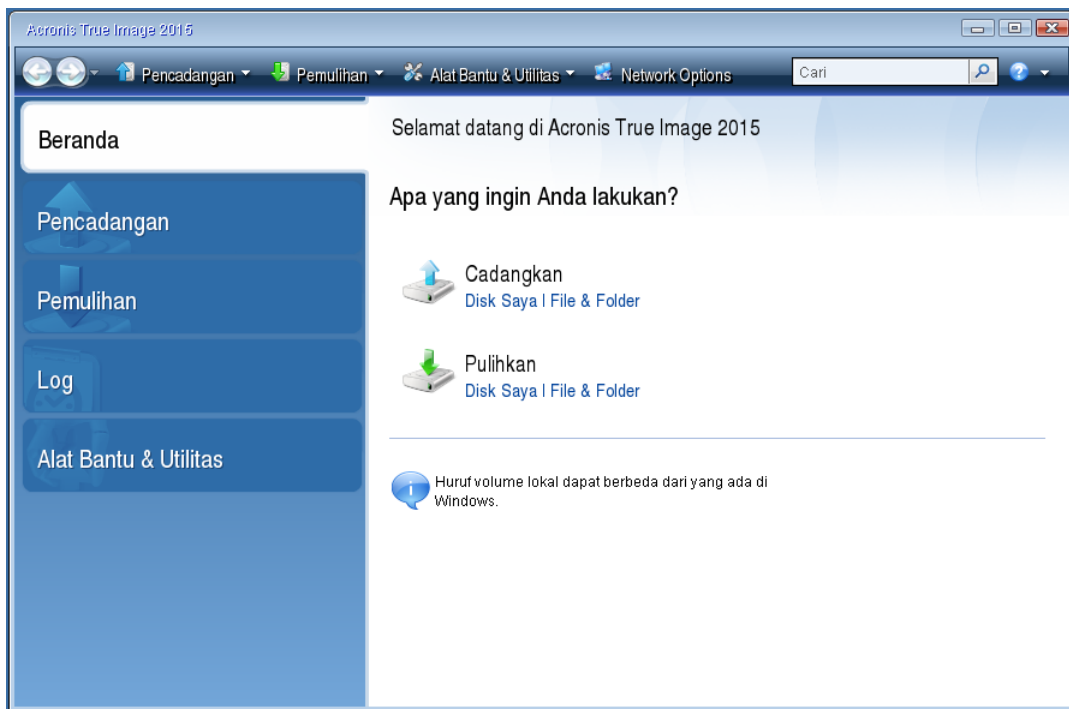 Acronis True Image 2015
Pencadangan Pemulihan Alat Bantu & Utilitas Network Options Cari
Beranda
Pencadangan
Pemulihan
Log
Alat Bantu & Utilitas
Selamat datang di Acronis True Image 2015
Apa yang ingin Anda lakukan?
Cadangkan
Disk Saya | File & Folder
Pulihkan
Disk Saya | File & Folder
Huruf volume lokal dapat berbeda dari yang ada di
Windows.